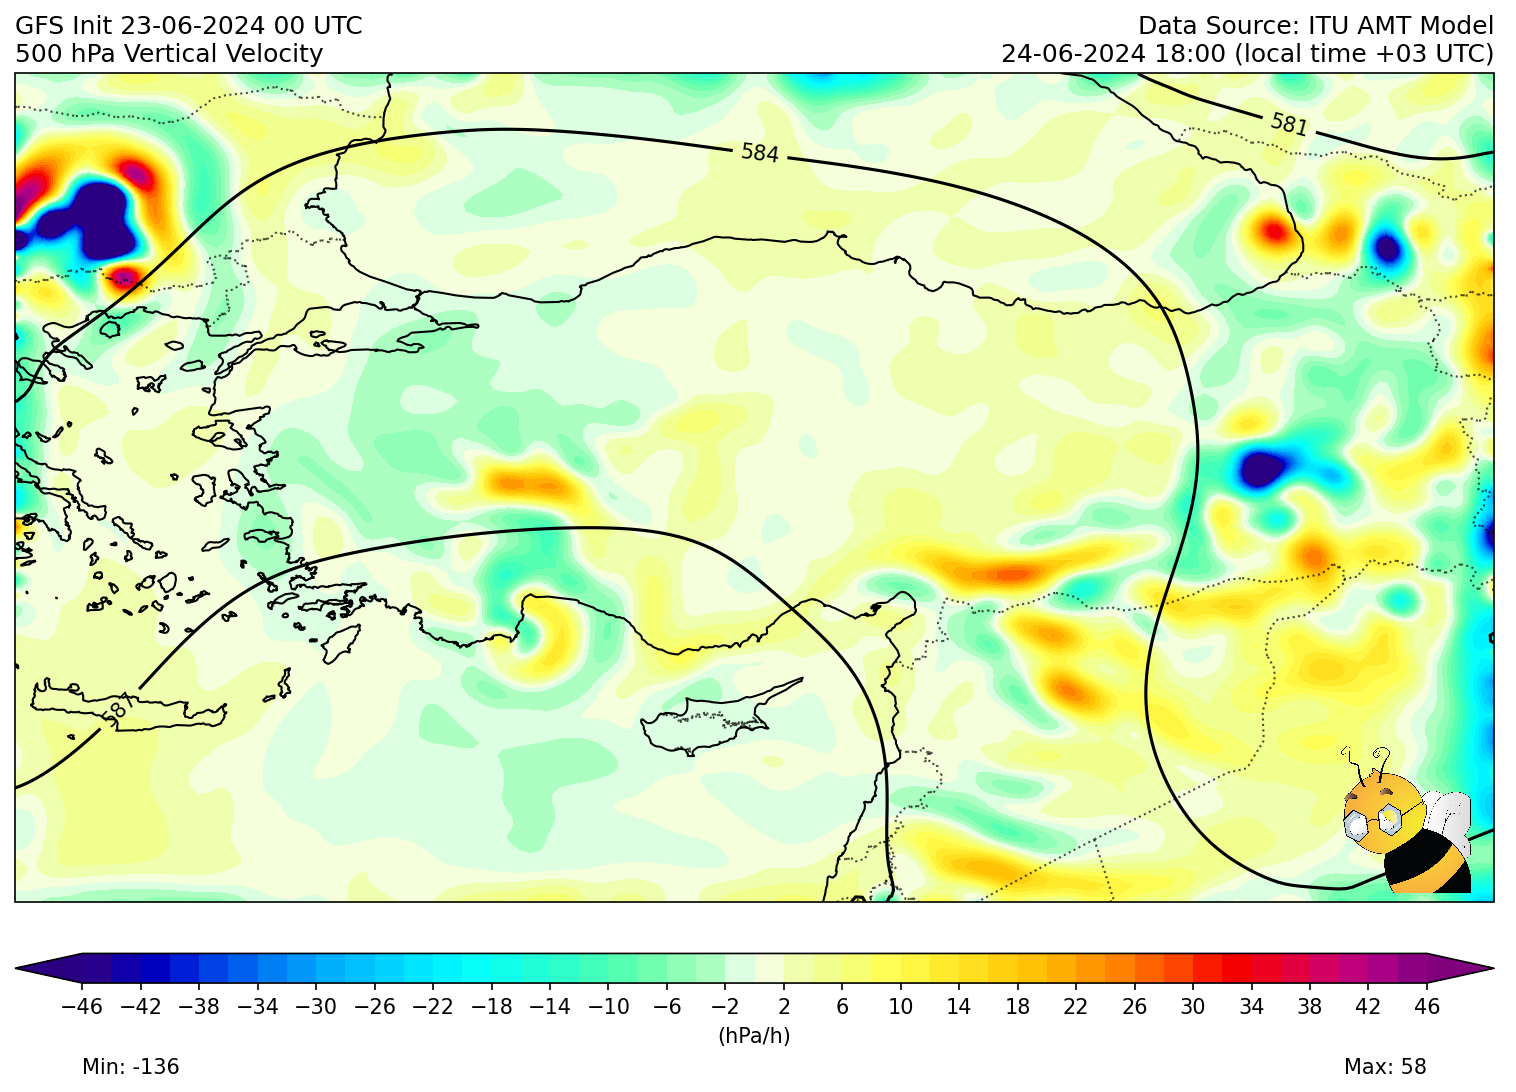 GFS Init 23-06-2024 00 UTC
Data Source: ITU AMT Model
500 hPa Vertical Velocity
24-06-2024 18:00 (local time +03 UTC)
581
584
587
−46 −42 −38 −34 −30 −26 −22 −18 −14 −10 −6 −2 2 6 10 14 18 22 26 30 34 38 42 46
(hPa/h)
Min: -136
Max: 58